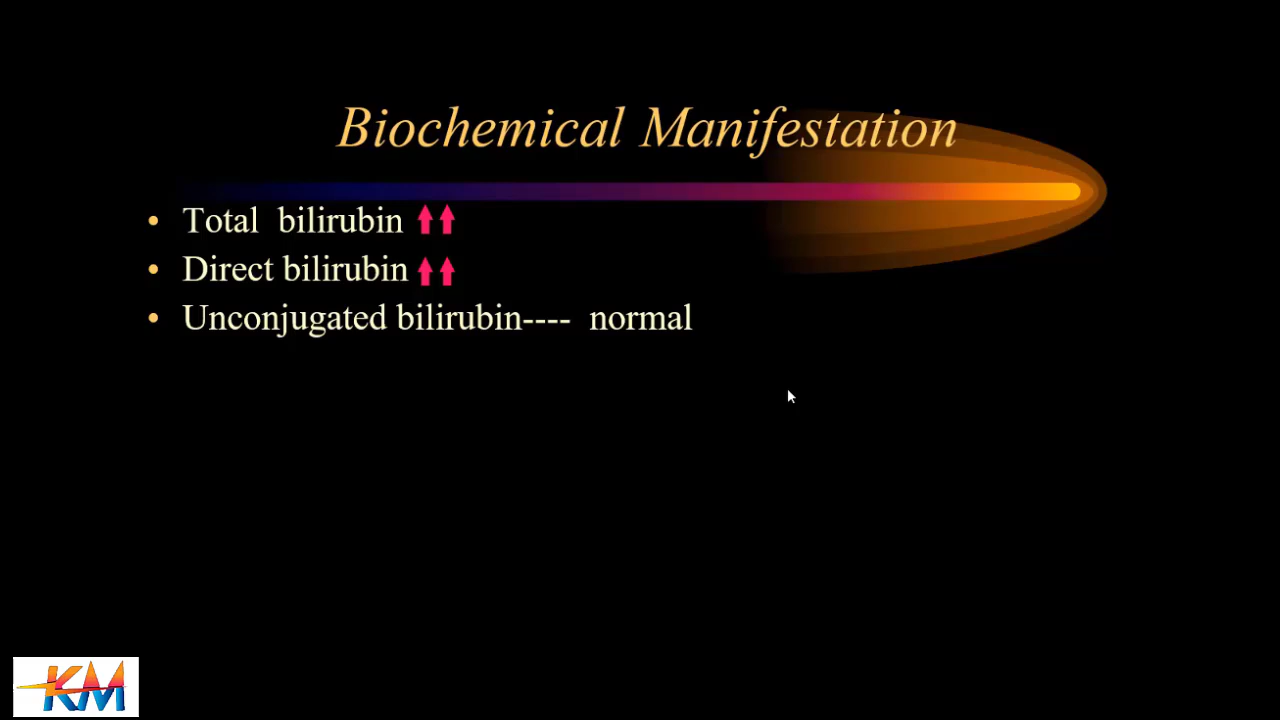 Biochemical Manifestation
• Total bilirubin ⬆⬆
• Direct bilirubin ⬆⬆
• Unconjugated bilirubin---- normal
KM